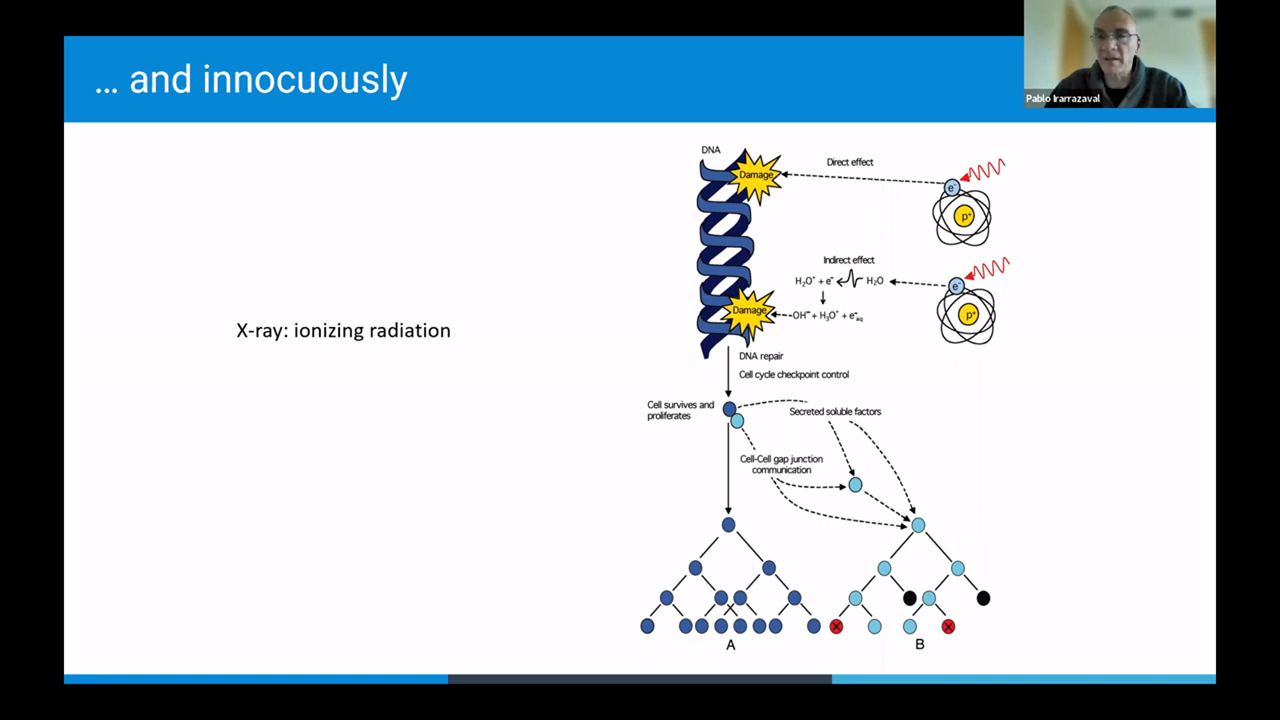 ... and innocuously
Pablo Irarrazaval
X-ray: ionizing radiation
DNA
Damage
Direct effect
e⁻
p⁺
Indirect effect
H₂O⁺ + e⁻
H₂O
e⁻
p⁺
Damage
OH⁻ + H₃O⁺ + e⁻aq
DNA repair
Cell cycle checkpoint control
Cell survives and
proliferates
Secreted soluble factors
Cell-Cell gap junction
communication
X
X
A
B